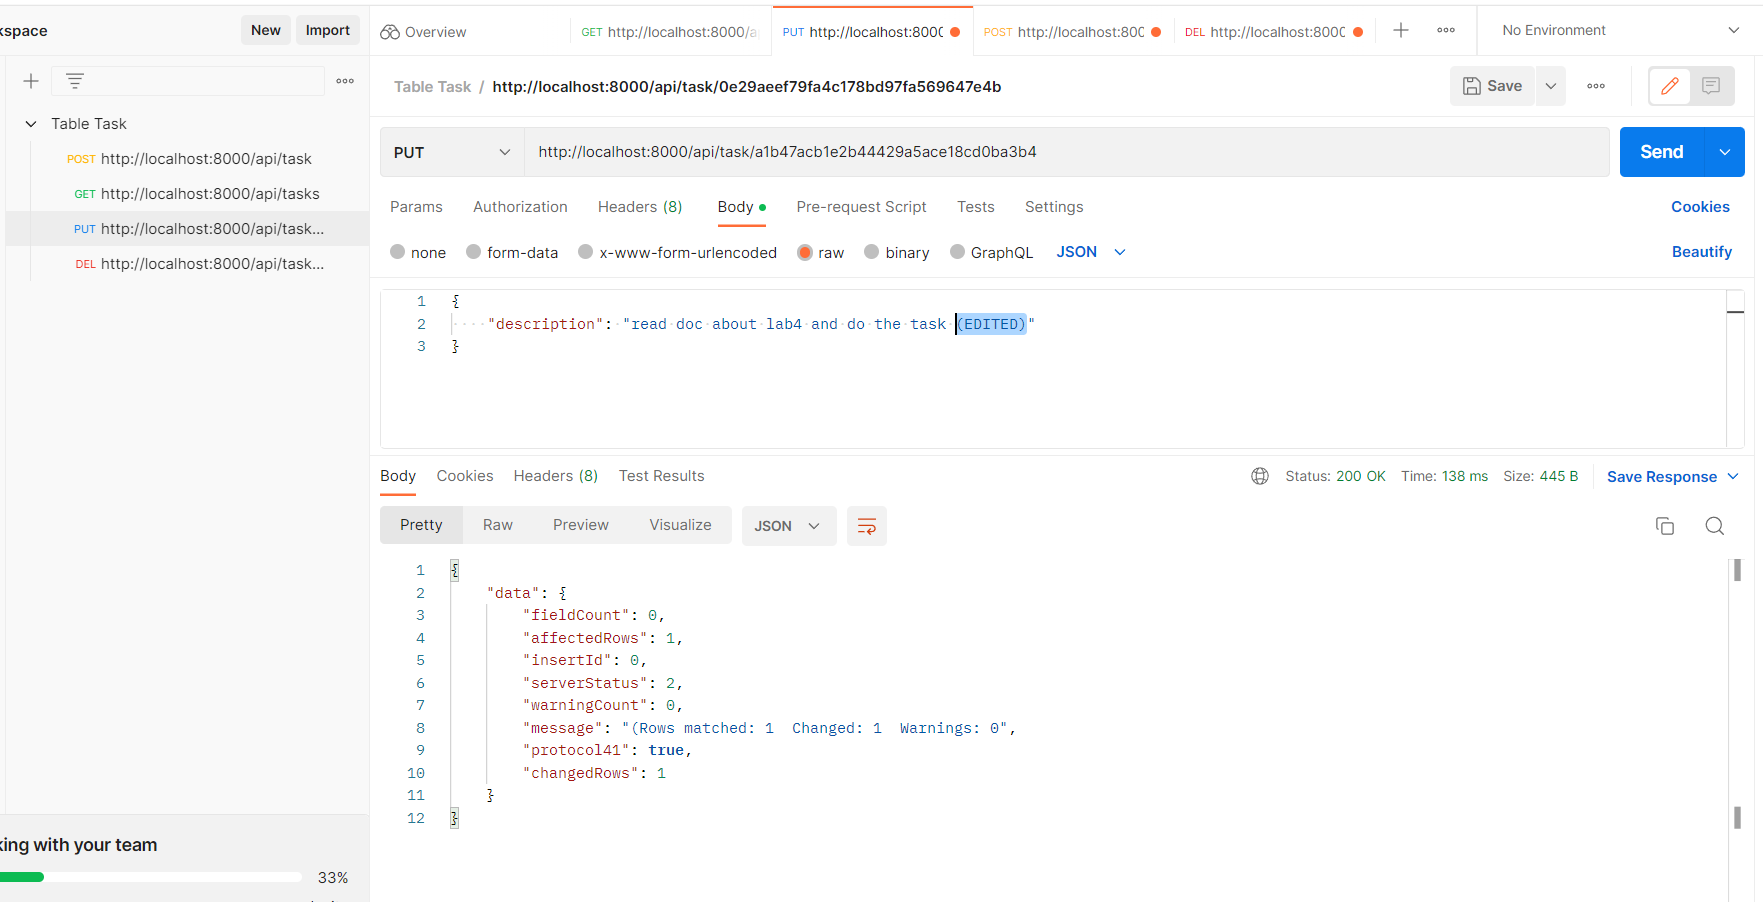 kspace
New
Import
Overview
GET http://localhost:8000/a
PUT http://localhost:800
POST http://localhost:800
DEL http://localhost:800
No Environment
Table Task / http://localhost:8000/api/task/0e29aeef79fa4c178bd97fa569647e4b
Save
Table Task
POST http://localhost:8000/api/task
GET http://localhost:8000/api/tasks
PUT http://localhost:8000/api/task...
DEL http://localhost:8000/api/task...
PUT
http://localhost:8000/api/task/a1b47acb1e2b44429a5ace18cd0ba3b4
Send
Params
Authorization
Headers (8)
Body
Pre-request Script
Tests
Settings
Cookies
none
form-data
x-www-form-urlencoded
raw
binary
GraphQL
JSON
Beautify
1 {
2 "description": "read doc about lab4 and do the task (EDITED)"
3 }
Body
Cookies
Headers (8)
Test Results
Status: 200 OK
Time: 138 ms
Size: 445 B
Save Response
Pretty
Raw
Preview
Visualize
JSON
1 {
2 "data": {
3 "fieldCount": 0,
4 "affectedRows": 1,
5 "insertId": 0,
6 "serverStatus": 2,
7 "warningCount": 0,
8 "message": "(Rows matched: 1  Changed: 1  Warnings: 0",
9 "protocol41": true,
10 "changedRows": 1
11 }
12 }
king with your team
33%